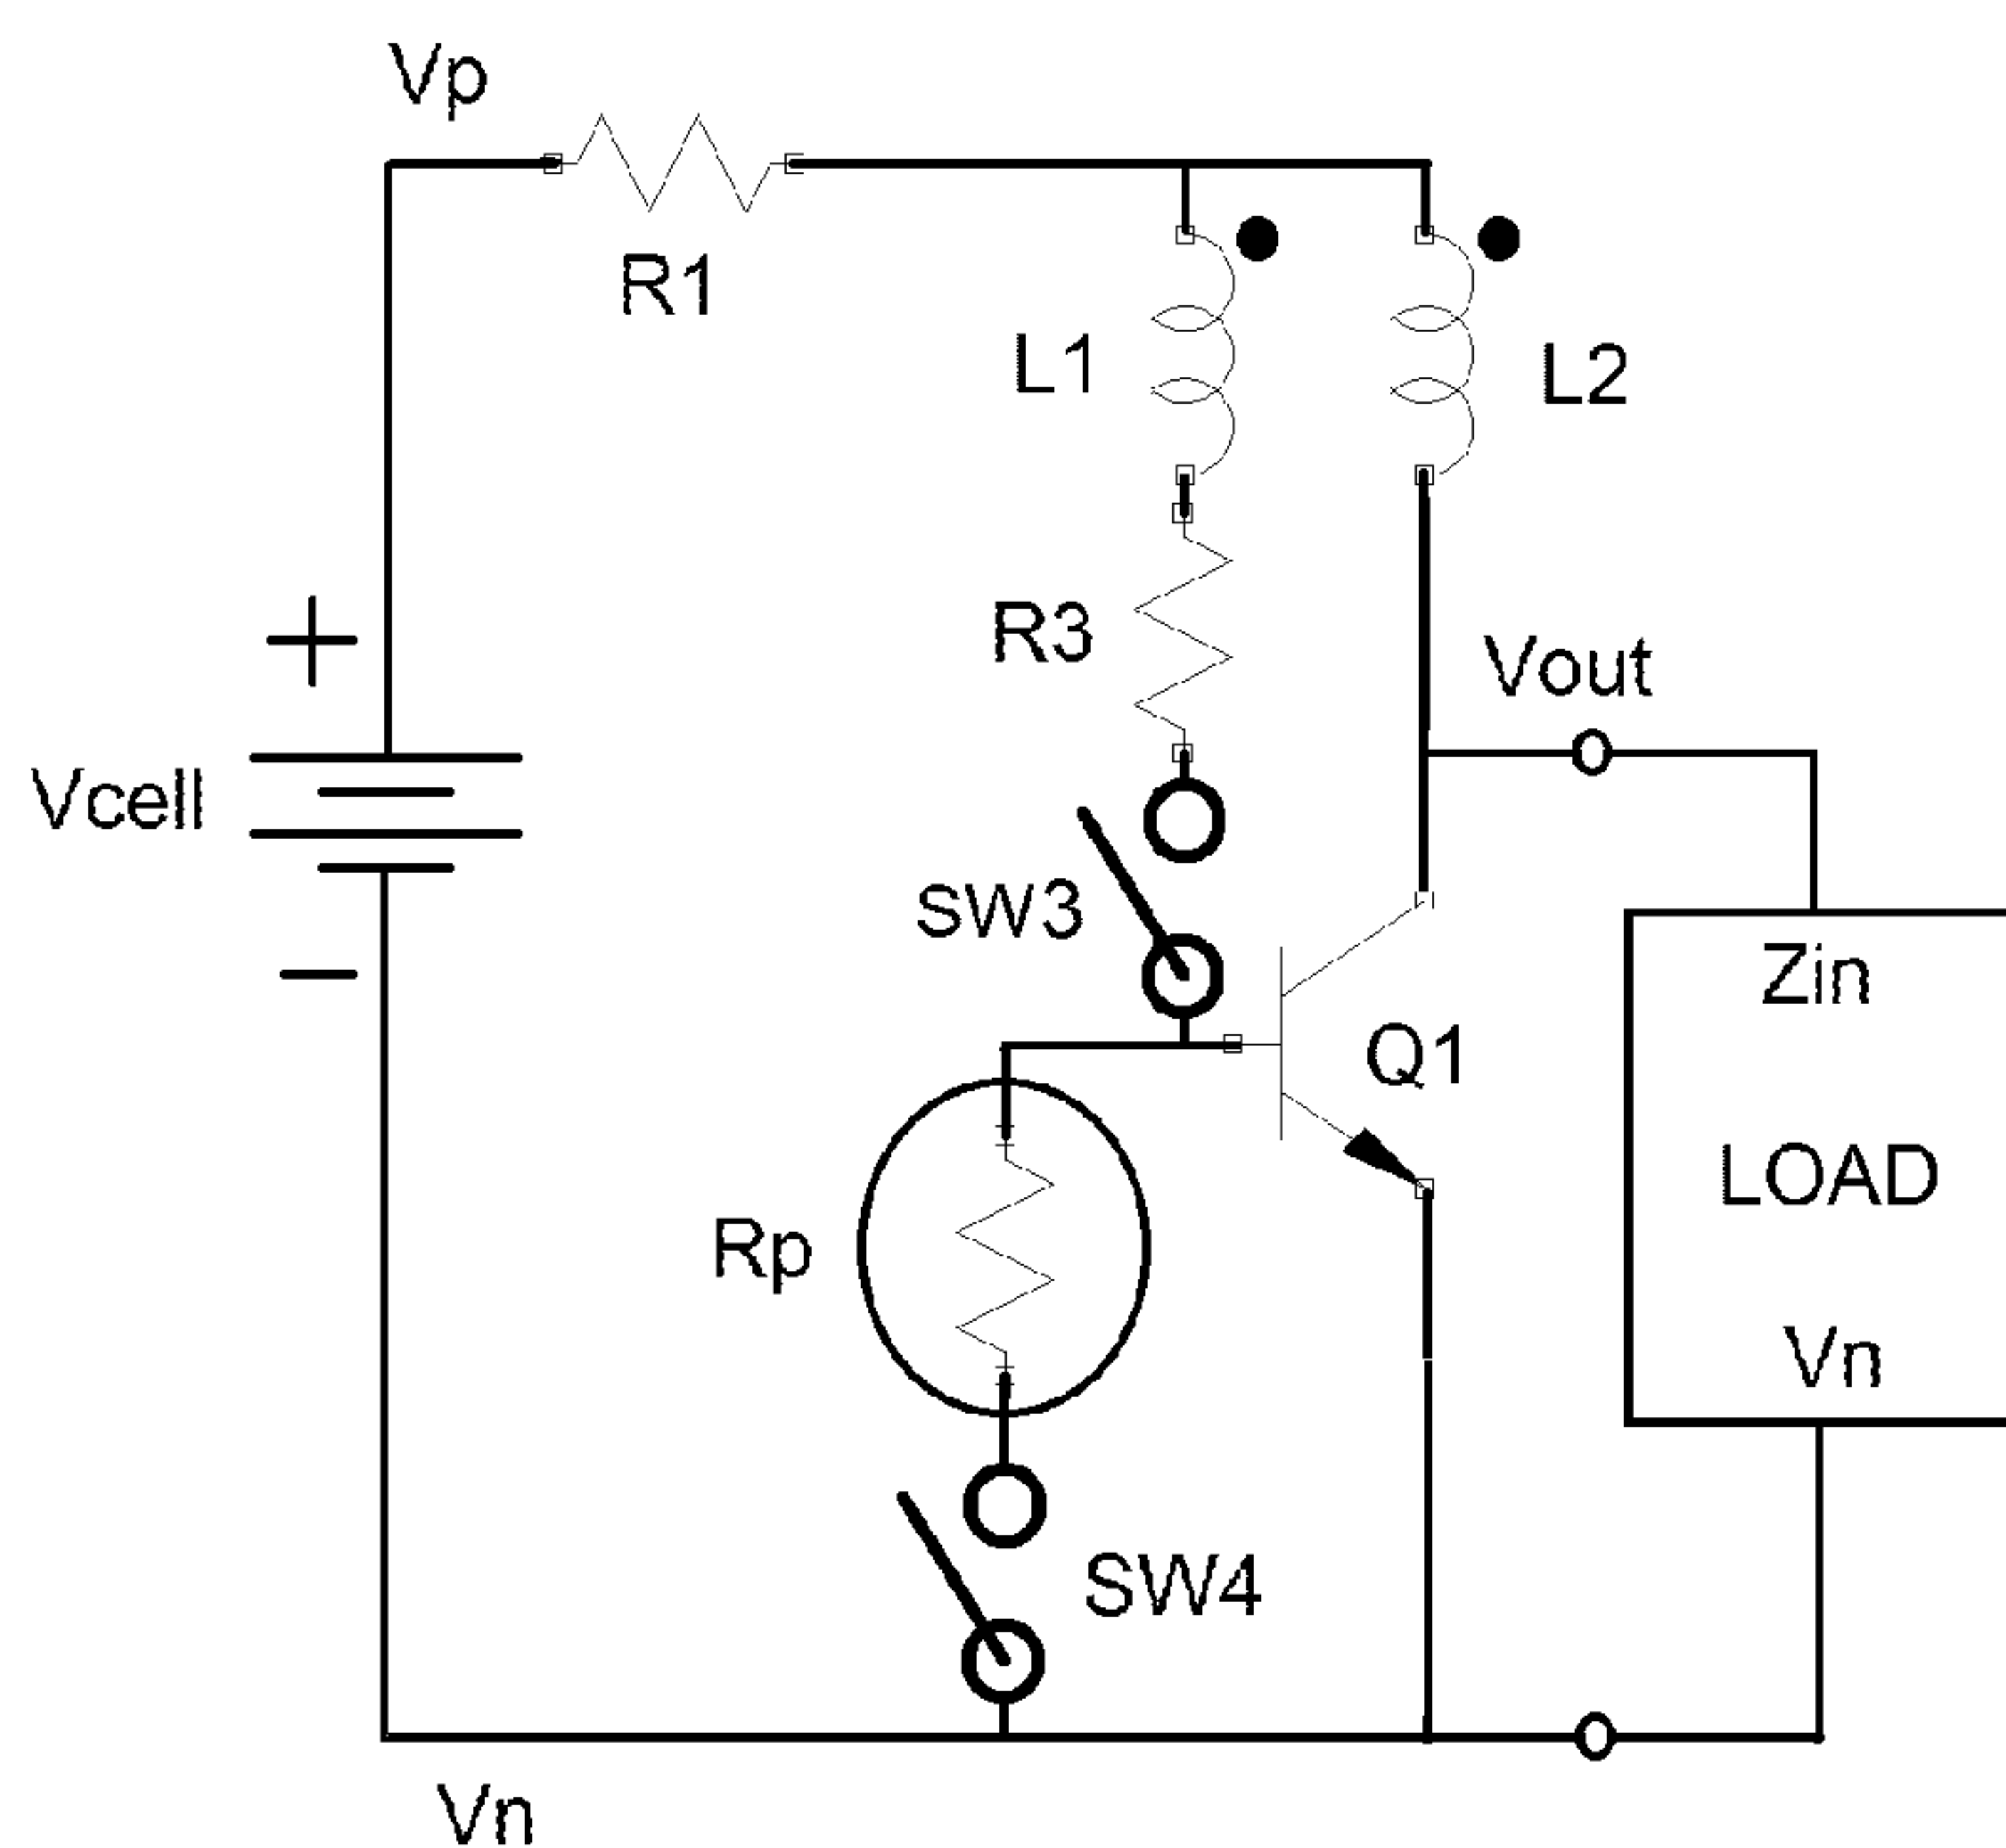 Vp
R1
L1
L2
R3
Vout
+
Vcell
SW3
−
Zin
Q1
LOAD
Rp
Vn
SW4
Vn